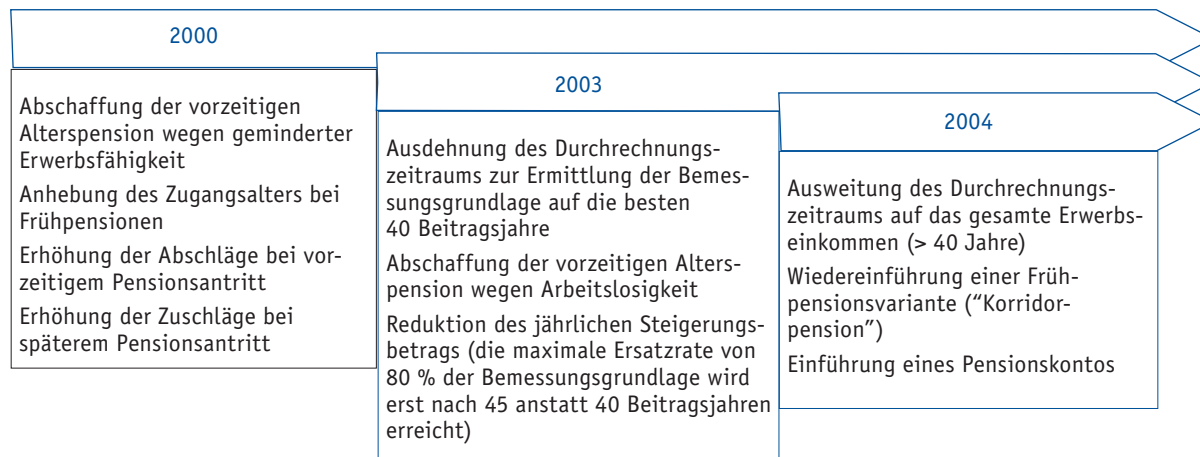 2000
Abschaffung der vorzeitigen
Alterspension wegen geminderter
Erwerbsfähigkeit
Anhebung des Zugangsalters bei
Frühpensionen
Erhöhung der Abschläge bei vor-
zeitigem Pensionsantritt
Erhöhung der Zuschläge bei
späterem Pensionsantritt
2003
Ausdehnung des Durchrechnungs-
zeitraums zur Ermittlung der Bemes-
sungsgrundlage auf die besten
40 Beitragsjahre
Abschaffung der vorzeitigen Alters-
pension wegen Arbeitslosigkeit
Reduktion des jährlichen Steigerungs-
betrags (die maximale Ersatzrate von
80 % der Bemessungsgrundlage wird
erst nach 45 anstatt 40 Beitragsjahren
erreicht)
2004
Ausweitung des Durchrechnungs-
zeitraums auf das gesamte Erwerbs-
einkommen (> 40 Jahre)
Wiedereinführung einer Früh-
pensionsvariante (“Korridor-
pension”)
Einführung eines Pensionskontos